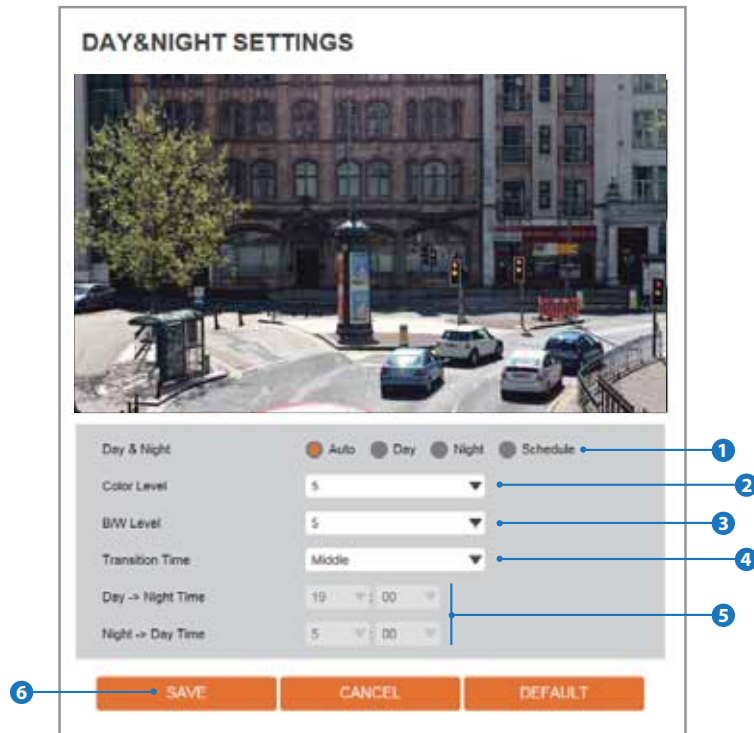 DAY&NIGHT SETTINGS
Day & Night Auto Day Night Schedule 1
Color Level 5 2
B/W Level 5 3
Transition Time Middle 4
Day -> Night Time 19 : 00
5
Night -> Day Time 5 : 00
6 SAVE CANCEL DEFAULT